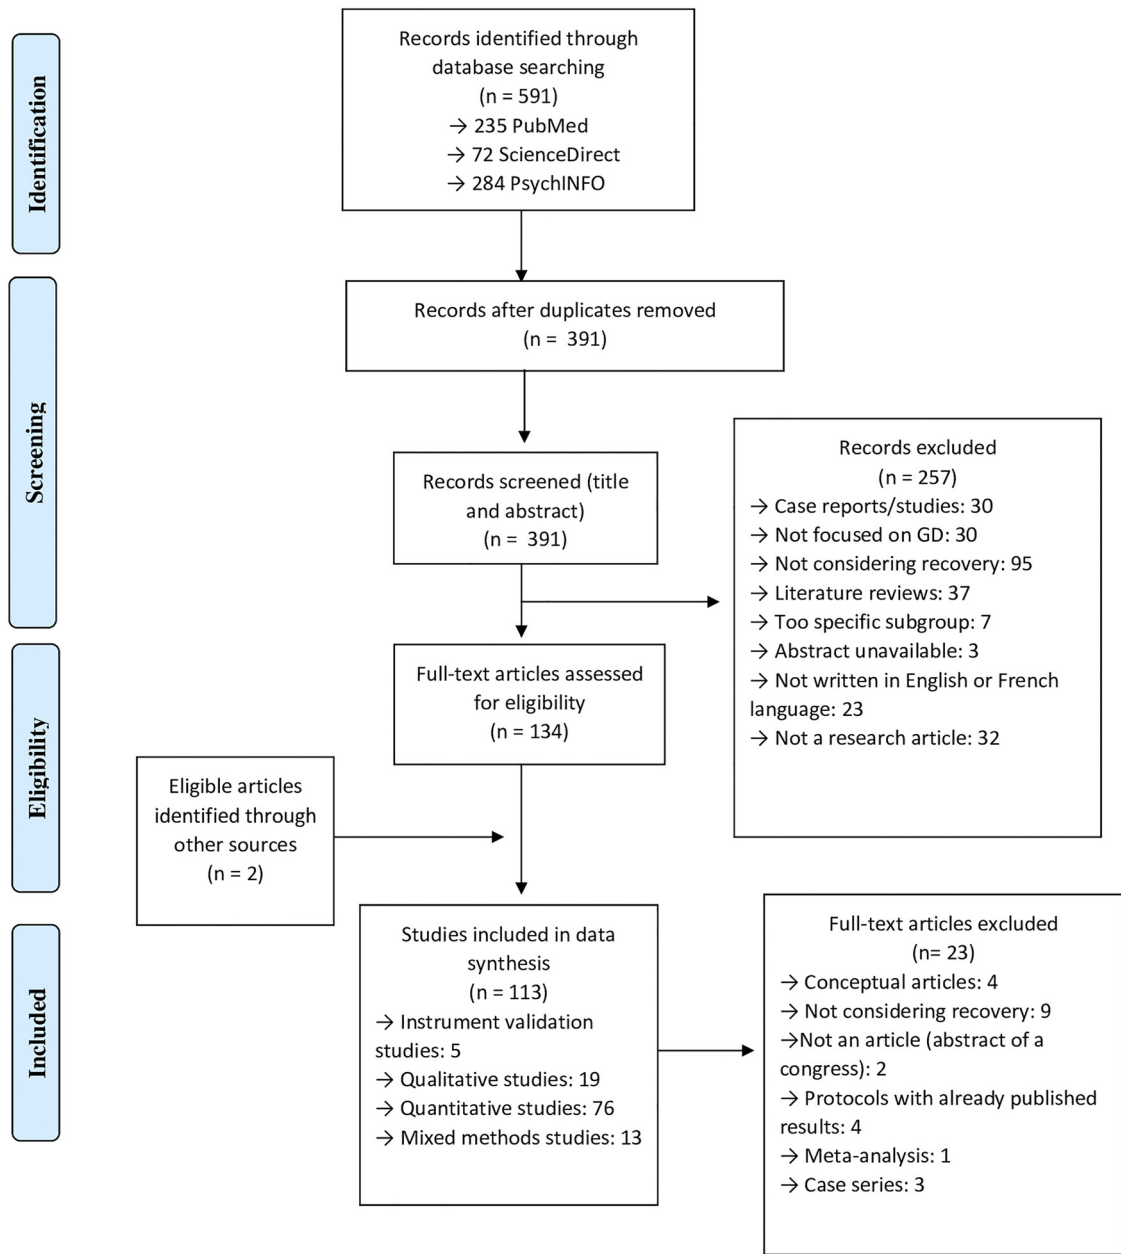 Identification
Records identified through
database searching
(n = 591)
→ 235 PubMed
→ 72 ScienceDirect
→ 284 PsychINFO
Screening
Records after duplicates removed
(n =  391)
Records screened (title
and abstract)
(n =  391)
Records excluded
(n = 257)
→ Case reports/studies: 30
→ Not focused on GD: 30
→ Not considering recovery: 95
→ Literature reviews: 37
→ Too specific subgroup: 7
→ Abstract unavailable: 3
→ Not written in English or French
language: 23
→ Not a research article: 32
Eligibility
Full-text articles assessed
for eligibility
(n = 134)
Eligible articles
identified through
other sources
(n = 2)
Included
Studies included in data
synthesis
(n = 113)
→ Instrument validation
studies: 5
→ Qualitative studies: 19
→ Quantitative studies: 76
→ Mixed methods studies: 13
Full-text articles excluded
(n= 23)
→ Conceptual articles: 4
→ Not considering recovery: 9
→Not an article (abstract of a
congress): 2
→ Protocols with already published
results: 4
→ Meta-analysis: 1
→ Case series: 3